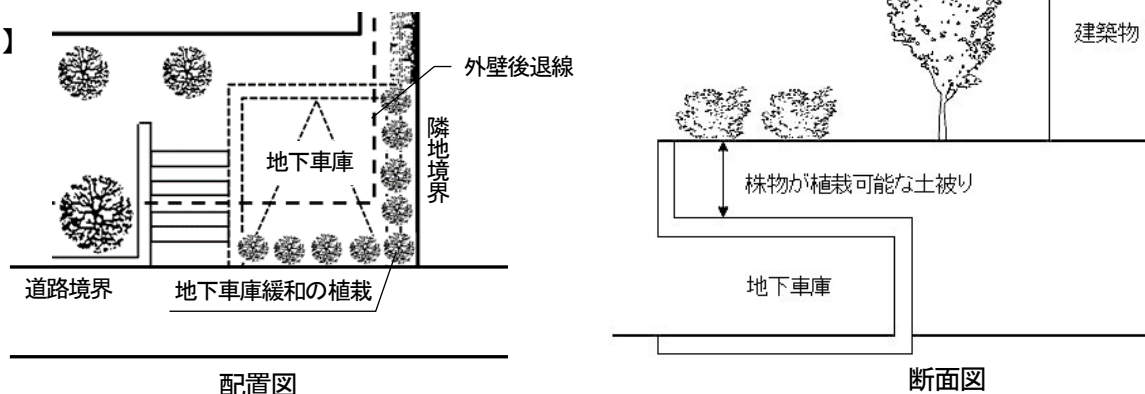 】
外壁後退線
隣地境界
地下車庫
道路境界
地下車庫緩和の植栽
配置図
建築物
株物が植栽可能な土被り
地下車庫
断面図